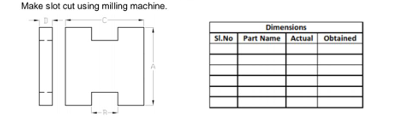 Make slot cut using milling machine.
D
C
A
B
Dimensions
Sl.No Part Name Actual Obtained